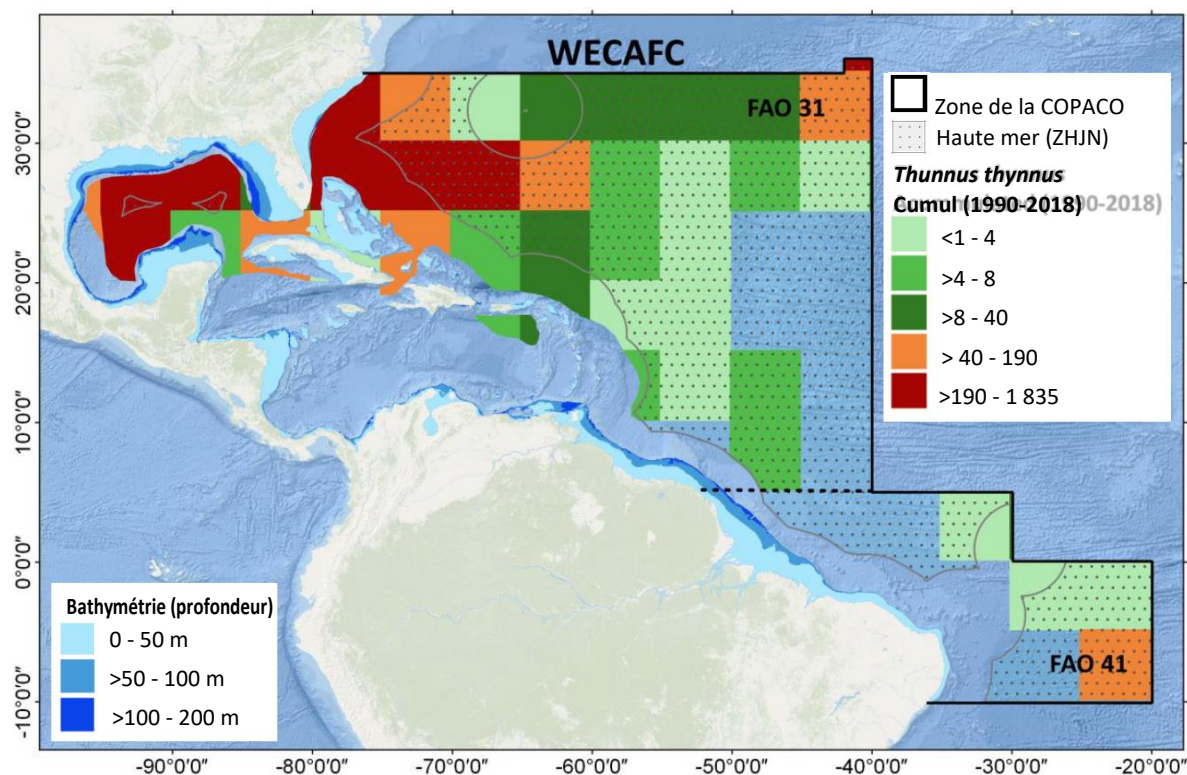 WECAFC
FAO 31
Zone de la COPACO
Haute mer (ZHJN)
Thunnus thynnus
Cumul (1990-2018)
<1 - 4
>4 - 8
>8 - 40
> 40 - 190
>190 - 1 835
30°0'0"
20°0'0"
10°0'0"
0°0'0"
-10°0'0"
Bathymétrie (profondeur)
0 - 50 m
>50 - 100 m
>100 - 200 m
FAO 41
-90°0'0" -80°0'0" -70°0'0" -60°0'0" -50°0'0" -40°0'0" -30°0'0" -20°0'0"